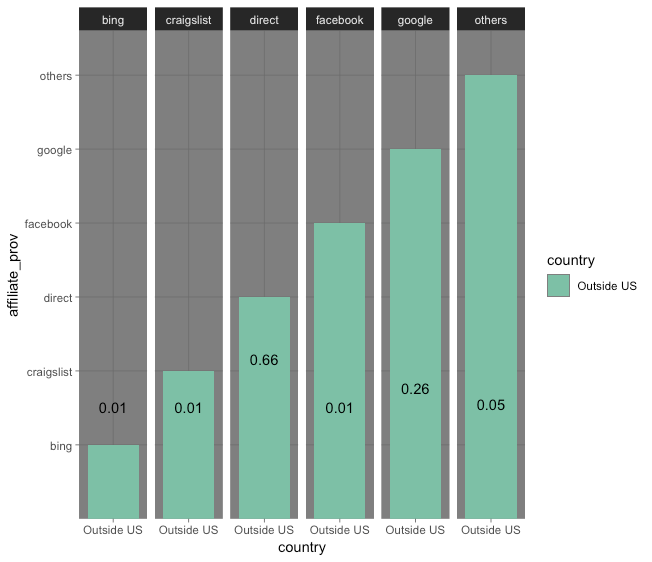 bing craigslist direct facebook google others
others
google
facebook
direct
craigslist
bing
affiliate_prov
0.01 0.01 0.66 0.01 0.26 0.05
Outside US Outside US Outside US Outside US Outside US Outside US
country
country
Outside US